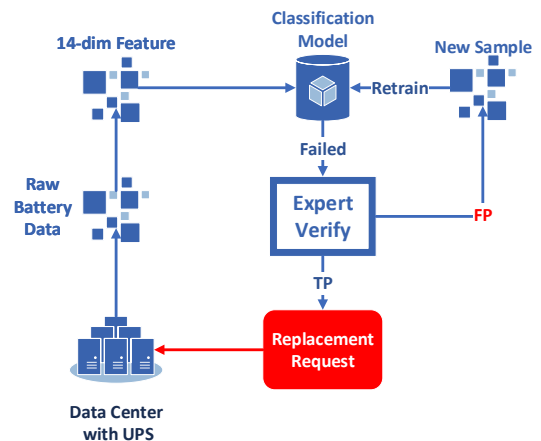 Classification
Model
14-dim Feature
New Sample
Retrain
Failed
Raw
Battery
Data
Expert
Verify
FP
TP
Replacement
Request
Data Center
with UPS